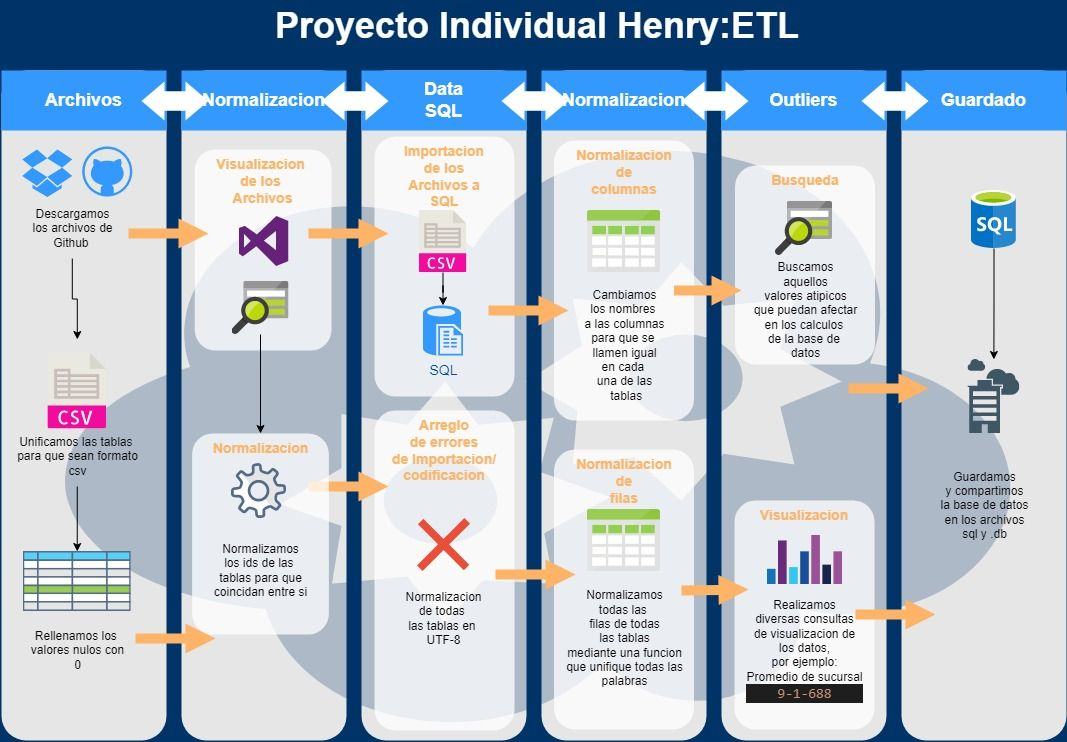 Proyecto Individual Henry:ETL
Archivos
Normalizacion
Data
SQL
Normalizacion
Outliers
Guardado
Descargamos
los archivos de
Github
CSV
Unificamos las tablas
para que sean formato
csv
Rellenamos los
valores nulos con
0
Visualizacion
de los
Archivos
Normalizacion
Normalizamos
los ids de las
tablas para que
coincidan entre si
Importacion
de los
Archivos a
SQL
CSV
SQL
Arreglo
de errores
de Importacion/
codificacion
Normalizacion
de todas
las tablas en
UTF-8
Normalizacion
de
columnas
Cambiamos
los nombres
a las columnas
para que se
llamen igual
en cada
una de las
tablas
Normalizacion
de
filas
Normalizamos
todas las
filas de todas
las tablas
mediante una funcion
que unifique todas las
palabras
Busqueda
Buscamos
aquellos
valores atipicos
que puedan afectar
en los calculos
de la base de
datos
Visualizacion
Realizamos
diversas consultas
de visualizacion de
los datos,
por ejemplo:
Promedio de sucursal
9-1-688
SQL
Guardamos
y compartimos
la base de datos
en los archivos
sql y .db